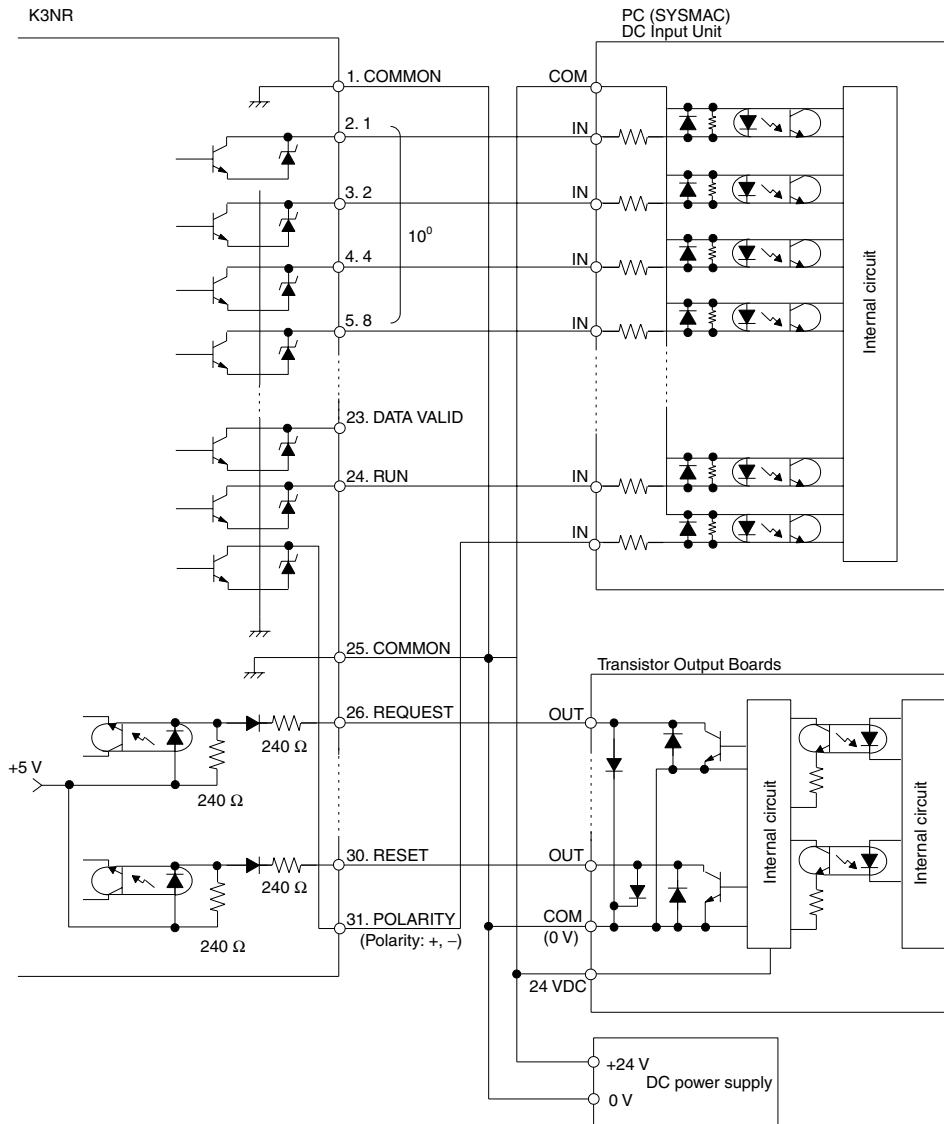 K3NR
PC (SYSMAC)
DC Input Unit
1. COMMON
COM
2. 1
IN
3. 2
IN
10⁰
4. 4
IN
5. 8
IN
Internal circuit
23. DATA VALID
24. RUN
IN
IN
25. COMMON
Transistor Output Boards
26. REQUEST
OUT
240 Ω
+5 V
240 Ω
Internal circuit
Internal circuit
30. RESET
OUT
240 Ω
31. POLARITY
(Polarity: +, –)
COM
(0 V)
240 Ω
24 VDC
+24 V
DC power supply
0 V